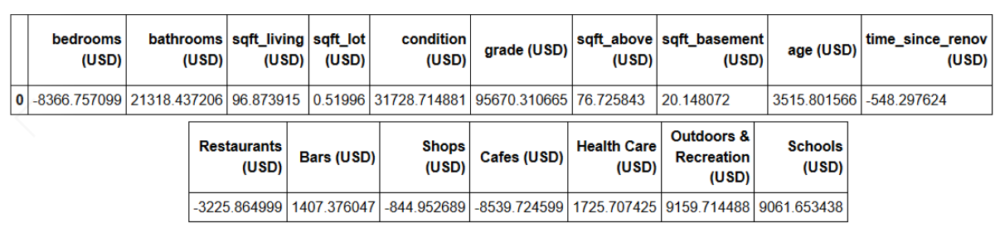 bedrooms (USD) bathrooms (USD) sqft_living (USD) sqft_lot (USD) condition (USD) grade (USD) sqft_above (USD) sqft_basement (USD) age (USD) time_since_renov (USD)
0 -8366.757099 21318.437206 96.873915 0.51996 31728.714881 95670.310665 76.725843 20.148072 3515.801566 -548.297624
Restaurants (USD) Bars (USD) Shops (USD) Cafes (USD) Health Care (USD) Outdoors & Recreation (USD) Schools (USD)
-3225.864999 1407.376047 -844.952689 -8539.724599 1725.707425 9159.714488 9061.653438